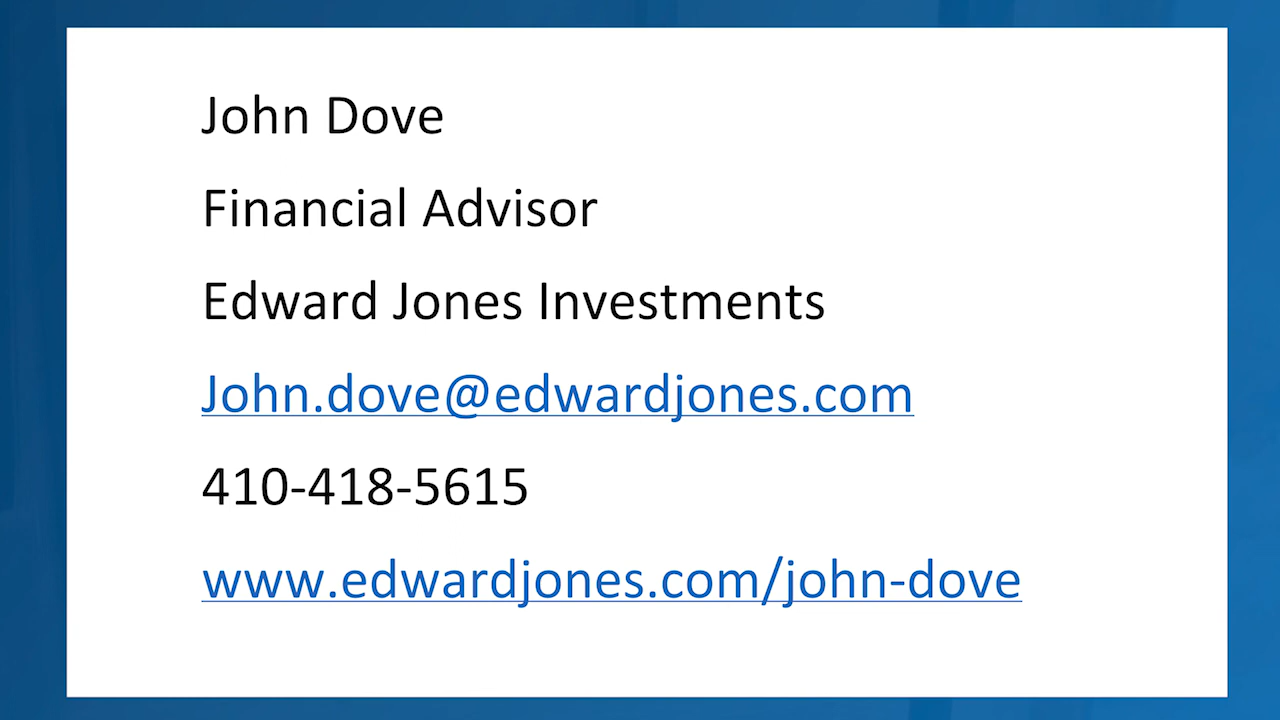 John Dove
Financial Advisor
Edward Jones Investments
John.dove@edwardjones.com
410-418-5615
www.edwardjones.com/john-dove